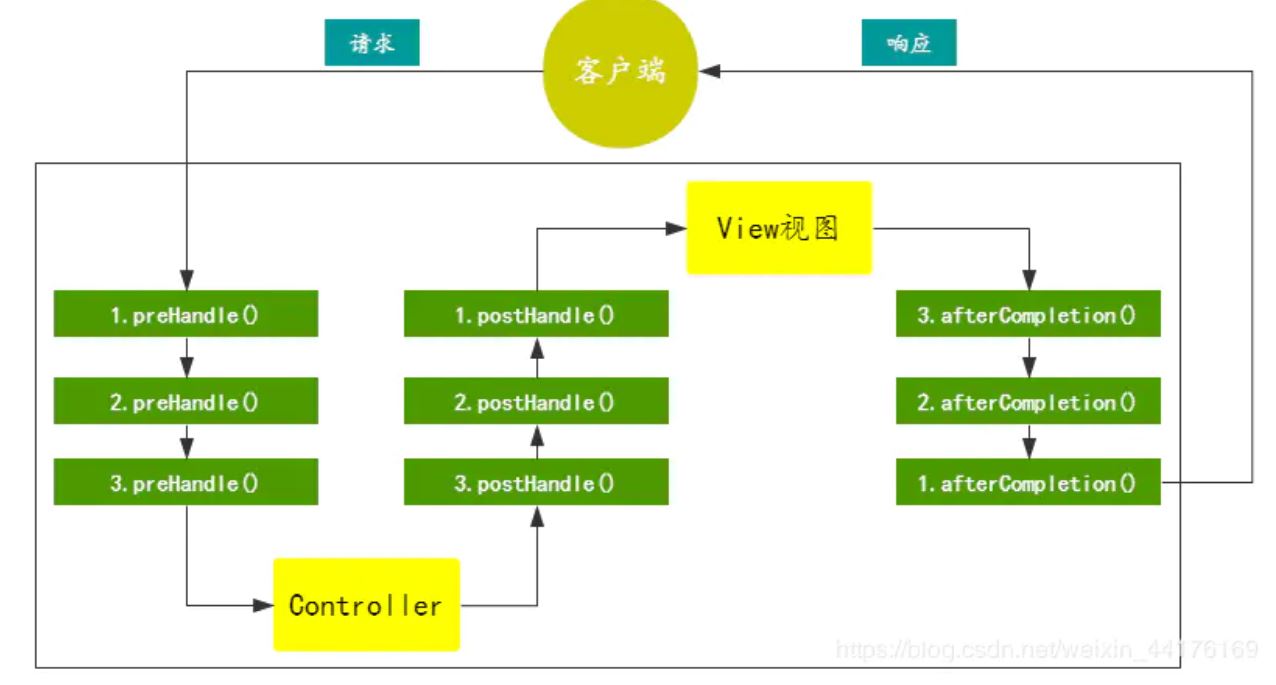 请求
客户端
响应
View视图
1.preHandle()
1.postHandle()
3.afterCompletion()
2.preHandle()
2.postHandle()
2.afterCompletion()
3.preHandle()
3.postHandle()
1.afterCompletion()
Controller
https://blog.csdn.net/weixin_44176169